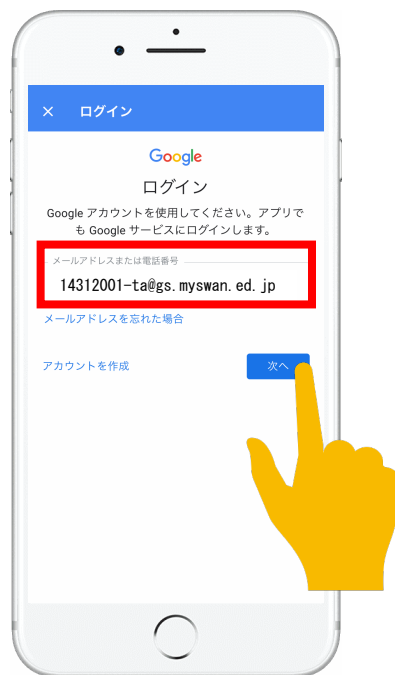 × ログイン
Google
ログイン
Google アカウントを使用してください。アプリで
も Google サービスにログインします。
メールアドレスまたは電話番号
14312001-ta@gs.myswan.ed.jp
メールアドレスを忘れた場合
アカウントを作成
次へ